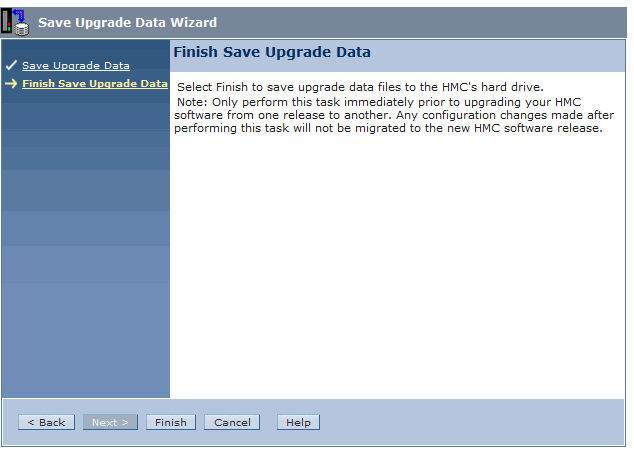 Save Upgrade Data Wizard
Save Upgrade Data
Finish Save Upgrade Data
Finish Save Upgrade Data
Select Finish to save upgrade data files to the HMC's hard drive.
Note: Only perform this task immediately prior to upgrading your HMC
software from one release to another. Any configuration changes made after
performing this task will not be migrated to the new HMC software release.
< Back Next > Finish Cancel Help